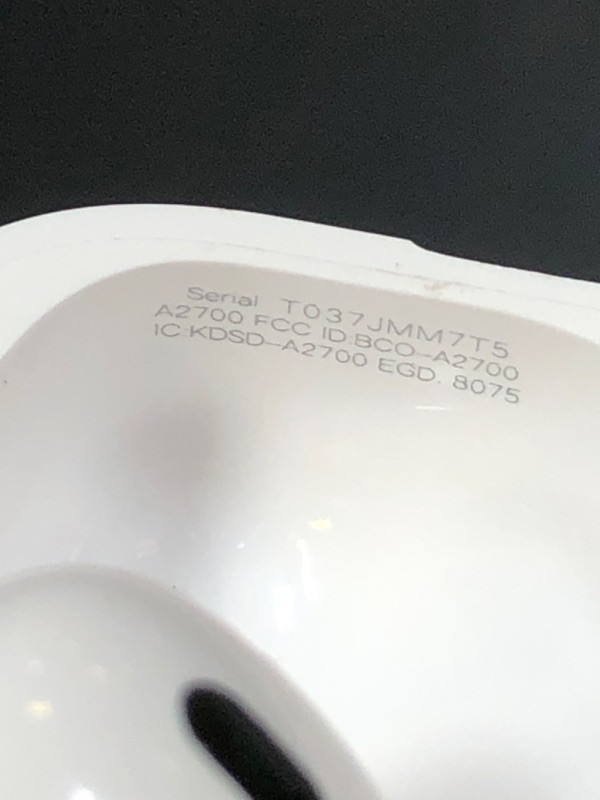 Serial T037JMM7T5
A2700 FCC ID:BCO-A2700
IC:KDSD-A2700 EGD. 8075